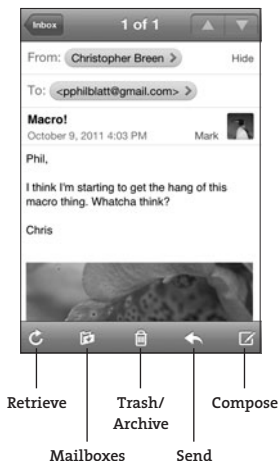 Inbox 1 of 1
From: Christopher Breen > Hide
To: <pphilblatt@gmail.com> >
Macro!
October 9, 2011 4:03 PM Mark
Phil,
I think I'm starting to get the hang of this
macro thing. Whatcha think?
Chris
Retrieve Trash/ Compose
Archive
Mailboxes Send